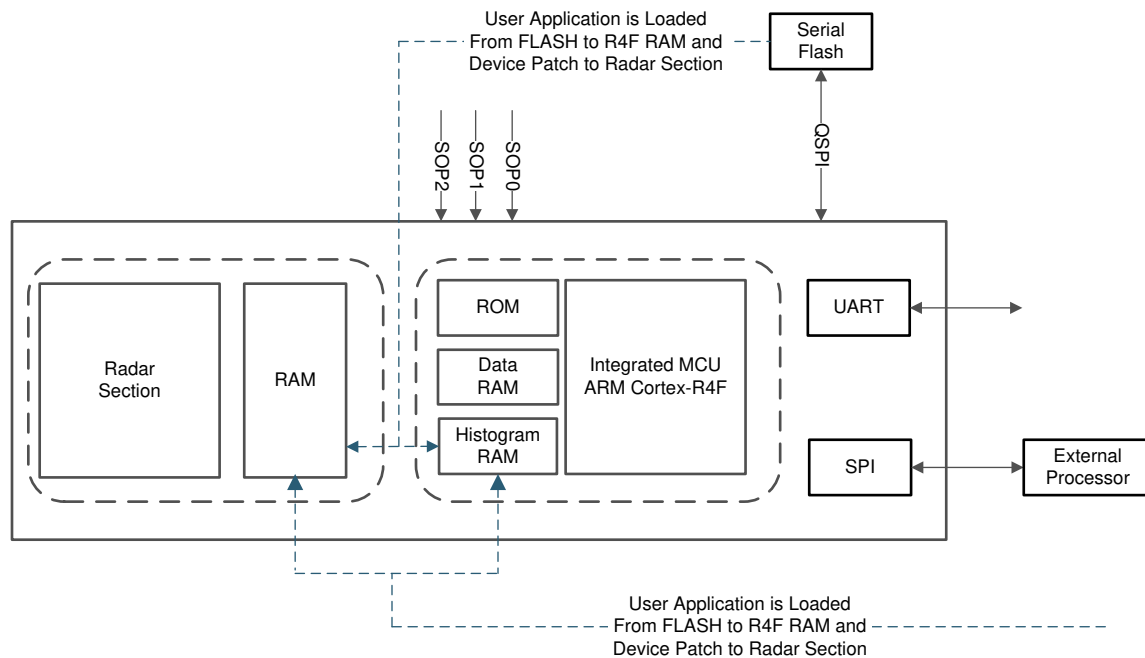 User Application is Loaded
From FLASH to R4F RAM and
Device Patch to Radar Section
Serial
Flash
SOP2
SOP1
SOP0
QSPI
Radar
Section
RAM
ROM
Data
RAM
Histogram
RAM
Integrated MCU
ARM Cortex-R4F
UART
SPI
External
Processor
User Application is Loaded
From FLASH to R4F RAM and
Device Patch to Radar Section